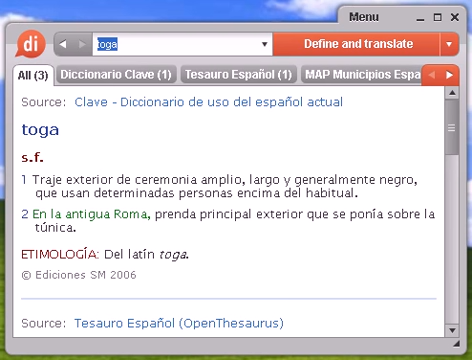 Menu
di
toga
Define and translate
All (3)
Diccionario Clave (1)
Tesauro Español (1)
MAP Municipios Espa
Source: Clave - Diccionario de uso del español actual
toga
s.f.
1 Traje exterior de ceremonia amplio, largo y generalmente negro,
que usan determinadas personas encima del habitual.
2 En la antigua Roma, prenda principal exterior que se ponía sobre la
túnica.
ETIMOLOGÍA: Del latín toga.
© Ediciones SM 2006
Source: Tesauro Español (OpenThesaurus)